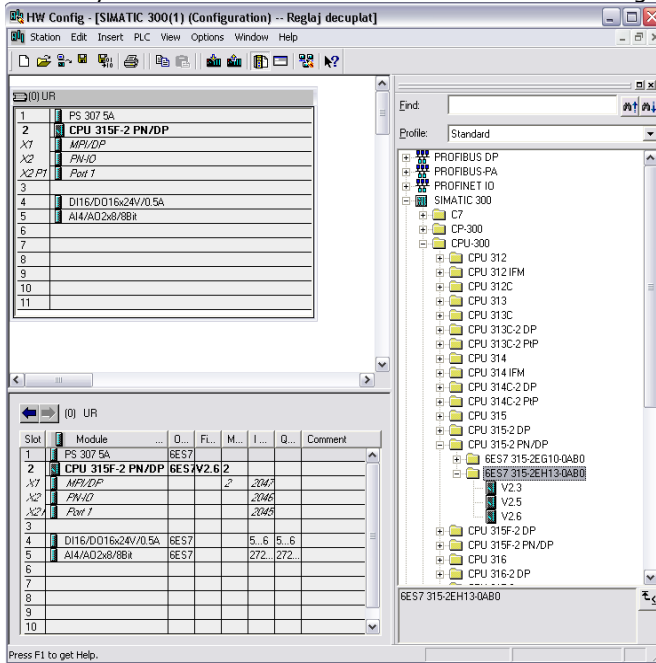 HW Config - [SIMATIC 300(1) (Configuration) -- Reglaj decuplat]
Station Edit Insert PLC View Options Window Help
(0) UR
1 PS 307 5A
2 CPU 315F-2 PN/DP
X1 MPI/DP
X2 PN-IO
X2 P1 Port 1
3
4 DI16/DO16x24V/0.5A
5 AI4/AO2x8/8Bit
6
7
8
9
10
11
Find:
Profile: Standard
PROFIBUS DP
PROFIBUS-PA
PROFINET IO
SIMATIC 300
C7
CP-300
CPU-300
CPU 312
CPU 312 IFM
CPU 312C
CPU 313
CPU 313C
CPU 313C-2 DP
CPU 313C-2 PtP
CPU 314
CPU 314 IFM
CPU 314C-2 DP
CPU 314C-2 PtP
CPU 315
CPU 315-2 DP
CPU 315-2 PN/DP
6ES7 315-2EG10-0AB0
6ES7 315-2EH13-0AB0
V2.3
V2.5
V2.6
CPU 315F-2 DP
CPU 315F-2 PN/DP
CPU 316
CPU 316-2 DP
6ES7 315-2EH13-0AB0
(0) UR
Slot Module ... O... Fi... M... I ... Q... Comment
1 PS 307 5A 6ES7
2 CPU 315F-2 PN/DP 6ES7 V2.6 2
X1 MPI/DP 2 2047
X2 PN-IO 2046
X2 Port 1 2045
3
4 DI16/DO16x24V/0.5A 6ES7 5...6 5...6
5 AI4/AO2x8/8Bit 6ES7 272... 272...
6
7
8
9
10
Press F1 to get Help.